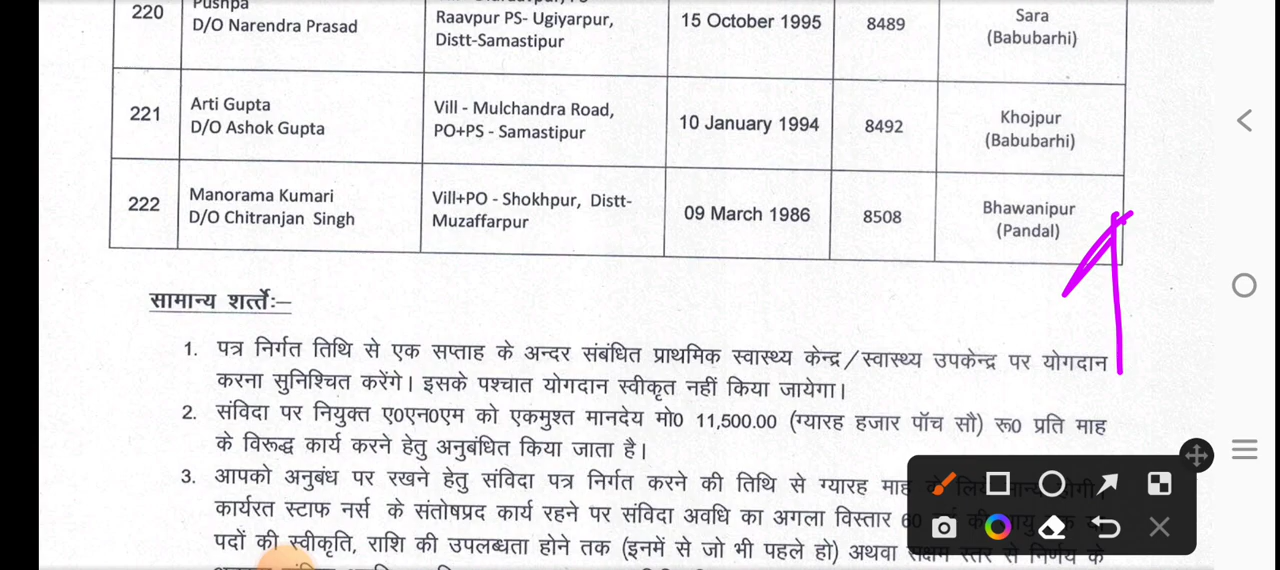 220
Pushpa
D/O Narendra Prasad
Raavpur PS- Ugiyarpur,
Distt-Samastipur
15 October 1995
8489
Sara
(Babubarhi)
221
Arti Gupta
D/O Ashok Gupta
Vill - Mulchandra Road,
PO+PS - Samastipur
10 January 1994
8492
Khojpur
(Babubarhi)
222
Manorama Kumari
D/O Chitranjan Singh
Vill+PO - Shokhpur, Distt-
Muzaffarpur
09 March 1986
8508
Bhawanipur
(Pandal)
सामान्य शर्त्तेः–
1. पत्र निर्गत तिथि से एक सप्ताह के अन्दर संबंधित प्राथमिक स्वास्थ्य केन्द्र/स्वास्थ्य उपकेन्द्र पर योगदान
करना सुनिश्चित करेंगे। इसके पश्चात योगदान स्वीकृत नहीं किया जायेगा।
2. संविदा पर नियुक्त ए0एन0एम को एकमुश्त मानदेय मो0 11,500.00 (ग्यारह हजार पॉच सौ) रू0 प्रति माह
के विरूद्ध कार्य करने हेतु अनुबंधित किया जाता है।
3. आपको अनुबंध पर रखने हेतु संविदा पत्र निर्गत करने की तिथि से ग्यारह माह के लिए मान्य होगी।
कार्यरत स्टाफ नर्स के संतोषप्रद कार्य रहने पर संविदा अवधि का अगला विस्तार 60
पदों की स्वीकृति, राशि की उपलब्धता होने तक (इनमें से जो भी पहले हो) अथवा सक्षम स्तर से निर्णय के